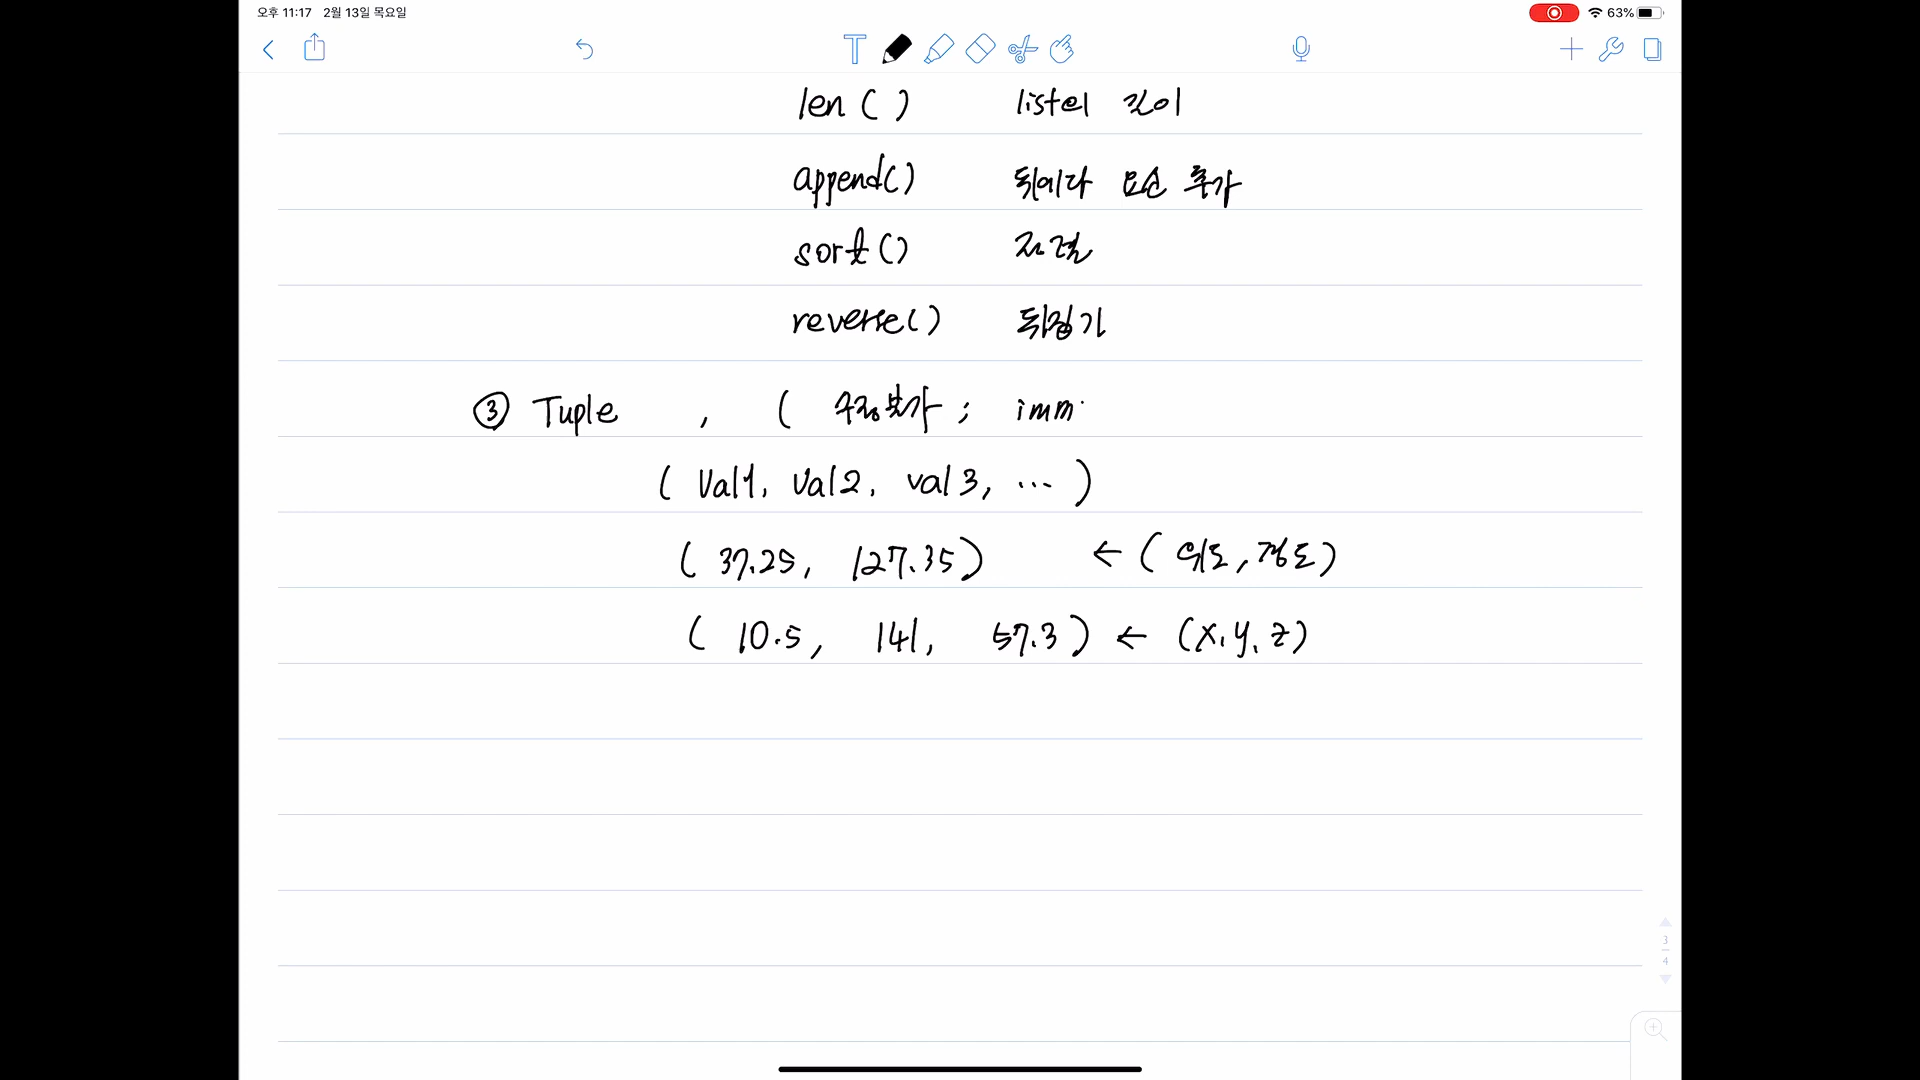 오후 11:17 2월 13일 목요일
63%
len ( ) list의 길이
append() 뒤에다 요소 추가
sort() 정렬
reverse() 뒤집기
③ Tuple , ( 수정불가 ; imm
( Val1, Val2, val3, ... )
( 37.25, 127.35) ← ( 위도, 경도)
( 10.5, 141, 57.3) ← (x, y, z)
3
4